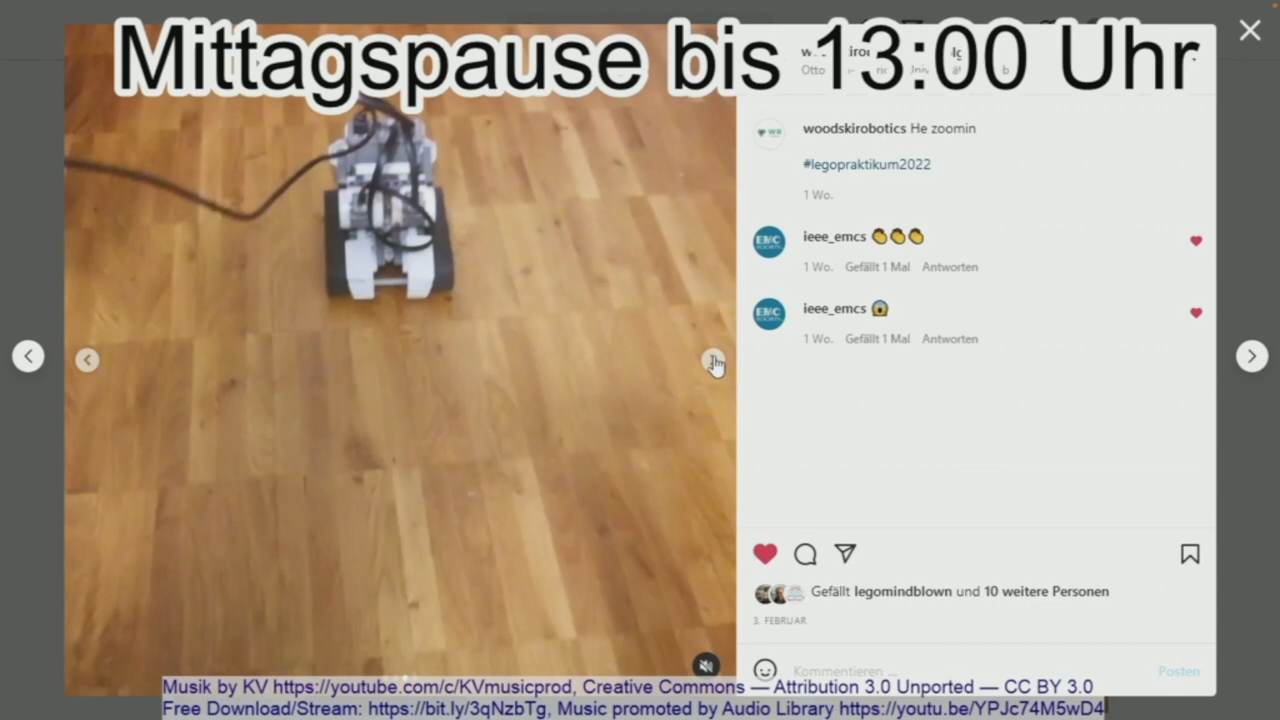 Mittagspause bis 13:00 Uhr
Otto
woodskirobotics He zoomin
#legopraktikum2022
1 Wo.
ieee_emcs 👏👏👏
1 Wo. Gefällt 1 Mal Antworten
ieee_emcs 😱
1 Wo. Gefällt 1 Mal Antworten
Gefällt legomindblown und 10 weitere Personen
3. FEBRUAR
Kommentieren ...
Posten
Musik by KV https://youtube.com/c/KVmusicprod, Creative Commons — Attribution 3.0 Unported — CC BY 3.0
Free Download/Stream: https://bit.ly/3qNzbTg, Music promoted by Audio Library https://youtu.be/YPJc74M5wD4